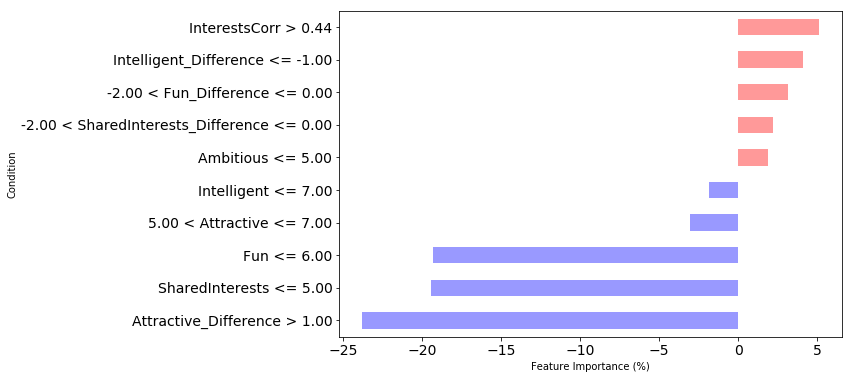 InterestsCorr > 0.44
Intelligent_Difference <= -1.00
-2.00 < Fun_Difference <= 0.00
-2.00 < SharedInterests_Difference <= 0.00
Ambitious <= 5.00
Intelligent <= 7.00
5.00 < Attractive <= 7.00
Fun <= 6.00
SharedInterests <= 5.00
Attractive_Difference > 1.00
Condition
−25 −20 −15 −10 −5 0 5
Feature Importance (%)